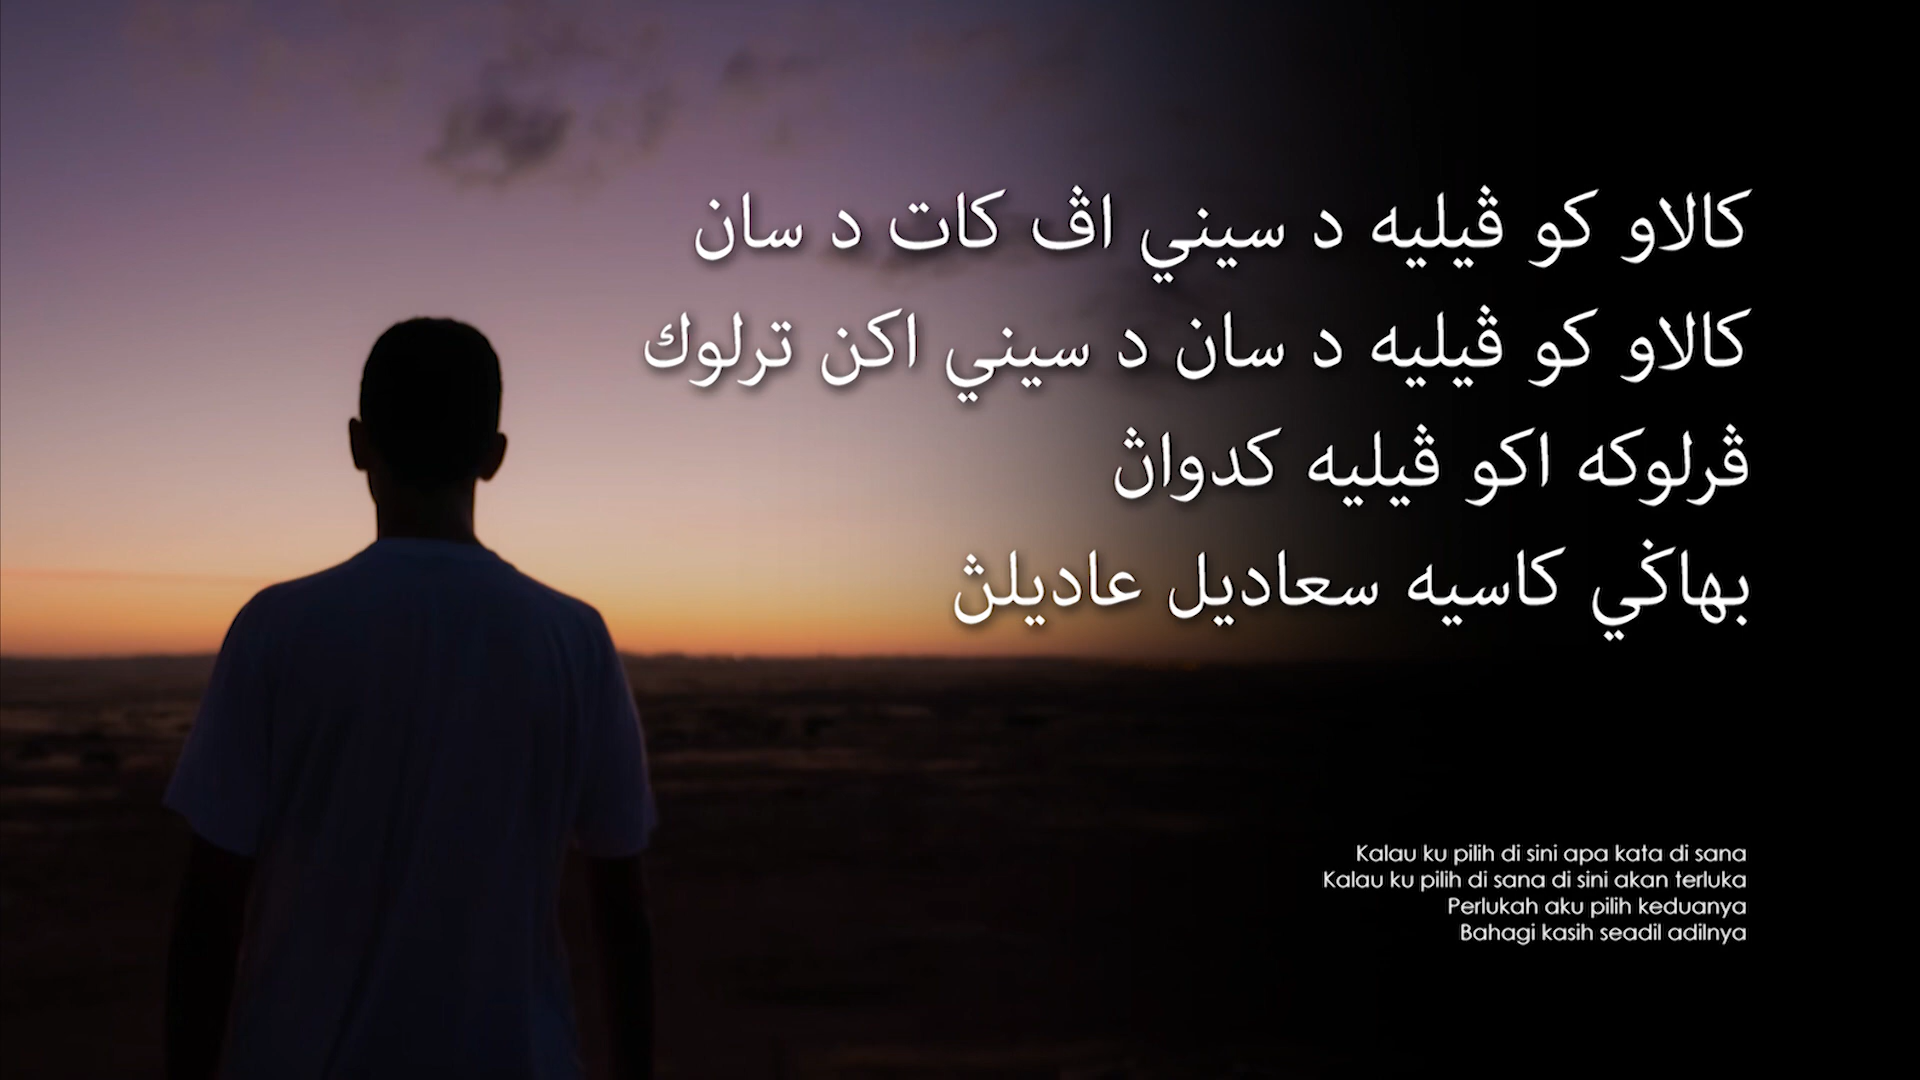 كالاو كو ڤيليه د سيني اڤ كات د سان
كالاو كو ڤيليه د سان د سيني اكن ترلوك
ڤرلوكه اكو ڤيليه كدواڽ
بهاݢي كاسيه سعاديل عاديلڽ
Kalau ku pilih di sini apa kata di sana
Kalau ku pilih di sana di sini akan terluka
Perlukah aku pilih keduanya
Bahagi kasih seadil adilnya